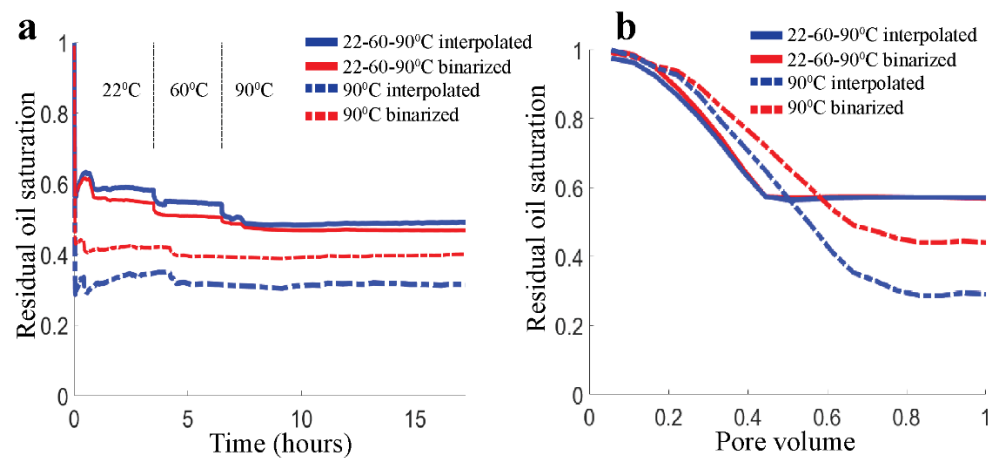 a
1
0.8
0.6
0.4
0.2
0
0
5
10
15
Residual oil saturation
Time (hours)
22⁰C
60⁰C
90⁰C
22-60-90⁰C interpolated
22-60-90⁰C binarized
90⁰C interpolated
90⁰C binarized
b
1
0.8
0.6
0.4
0.2
0
0
0.2
0.4
0.6
0.8
1
Residual oil saturation
Pore volume
22-60-90⁰C interpolated
22-60-90⁰C binarized
90⁰C interpolated
90⁰C binarized